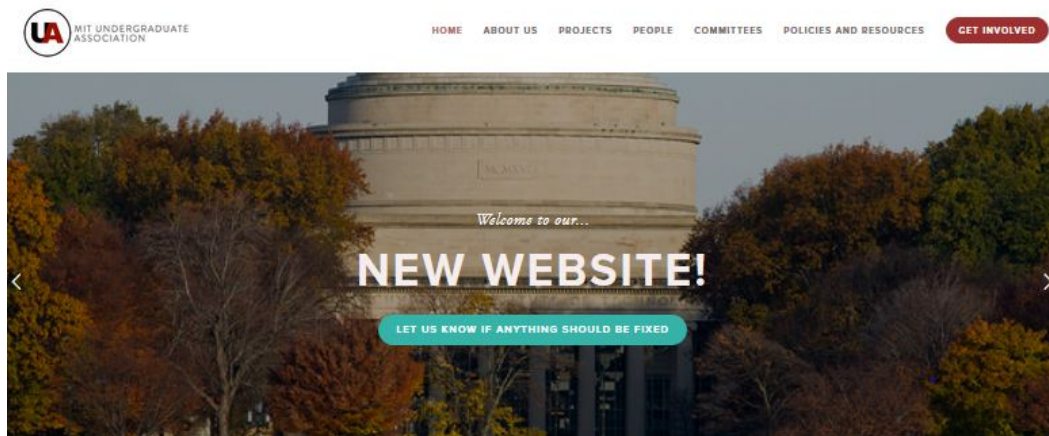 UA
MIT UNDERGRADUATE
ASSOCIATION
HOME ABOUT US PROJECTS PEOPLE COMMITTEES POLICIES AND RESOURCES GET INVOLVED
Welcome to our...
NEW WEBSITE!
LET US KNOW IF ANYTHING SHOULD BE FIXED